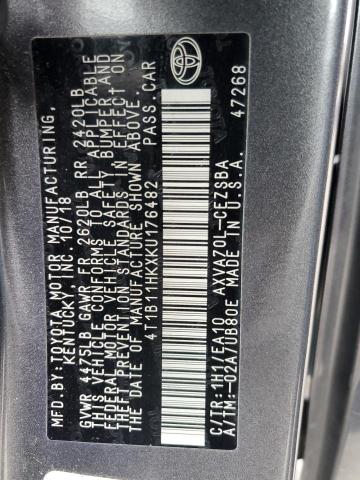 MFD.BY:TOYOTA MOTOR MANUFACTURING,
KENTUCKY, INC. 10/18
GVWR 4425LB GAWR FR 2620LB RR 2420LB
THIS VEHICLE CONFORMS TO ALL APPLICABLE
FEDERAL MOTOR VEHICLE SAFETY, BUMPER, AND
THEFT PREVENTION STANDARDS IN EFFECT ON
THE DATE OF MANUFACTURE SHOWN ABOVE.
4T1B11HKXKU176482 PASS.CAR
C/TR:1H1/EA10 AXVA70L-CEZSBA
A/TM:-02A/UB80E MADE IN U.S.A.
47268